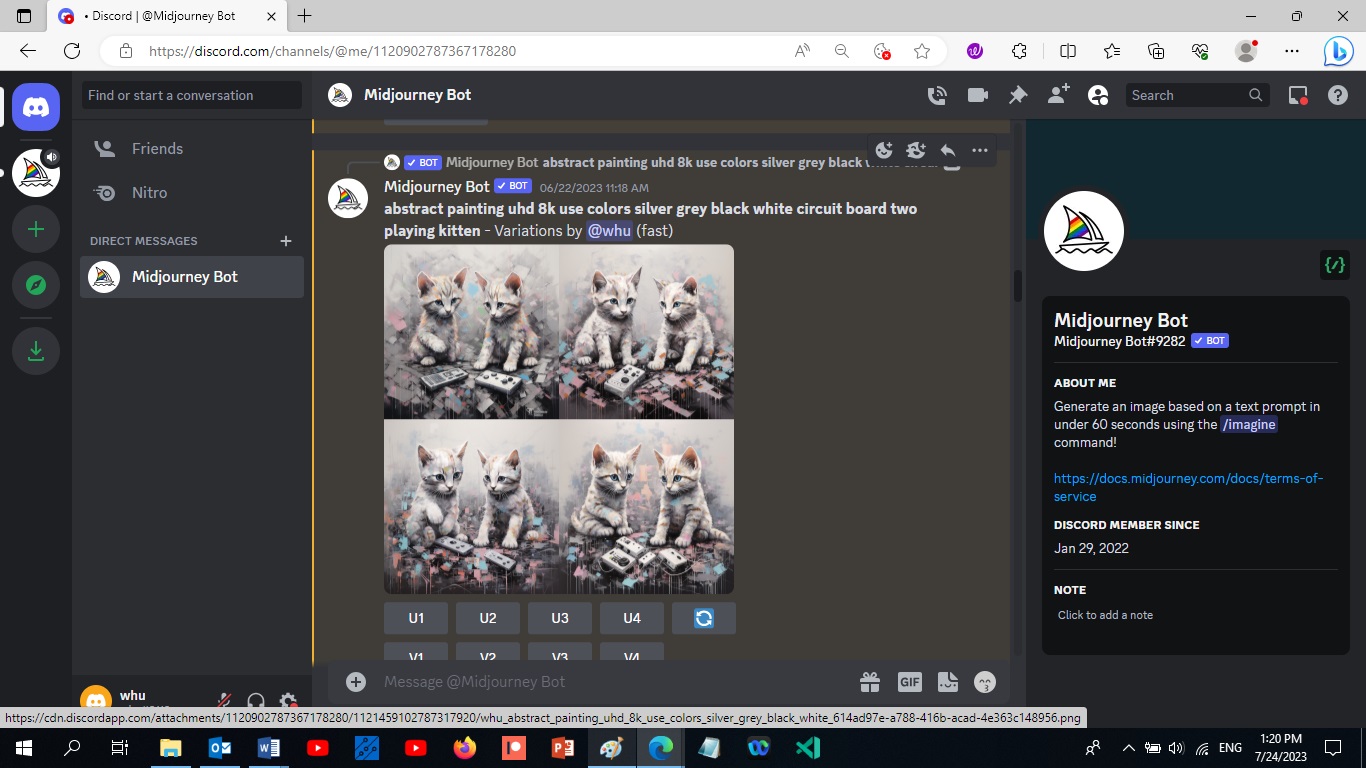 • Discord | @Midjourney Bot
https://discord.com/channels/@me/1120902787367178280
Find or start a conversation
Midjourney Bot
Search
Friends
Nitro
DIRECT MESSAGES
Midjourney Bot
BOT Midjourney Bot abstract painting uhd 8k use colors silver grey black
Midjourney Bot BOT 06/22/2023 11:18 AM
abstract painting uhd 8k use colors silver grey black white circuit board two
playing kitten - Variations by @whu (fast)
U1 U2 U3 U4
V1 V2 V3 V4
Message @Midjourney Bot
GIF
whu
Midjourney Bot
Midjourney Bot#9282 BOT
ABOUT ME
Generate an image based on a text prompt in
under 60 seconds using the /imagine
command!
https://docs.midjourney.com/docs/terms-of-
service
DISCORD MEMBER SINCE
Jan 29, 2022
NOTE
Click to add a note
https://cdn.discordapp.com/attachments/1120902787367178280/1121459102787317920/whu_abstract_painting_uhd_8k_use_colors_silver_grey_black_white_614ad97e-a788-416b-acad-4e363c148956.png
ENG
1:20 PM
7/24/2023